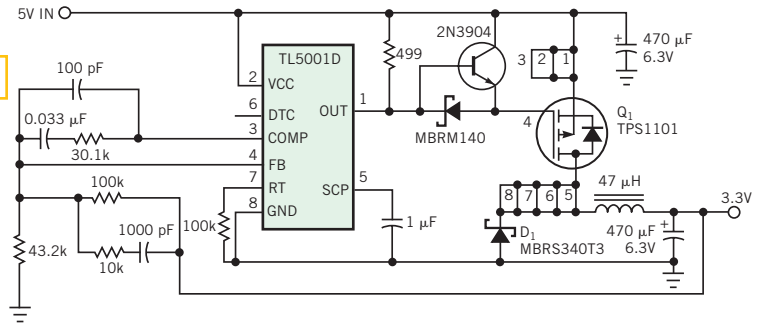 5V IN
2N3904
TL5001D
499
3 2 1
470 µF
6.3V
100 pF
2
VCC
6
DTC
OUT
1
Q1
TPS1101
0.033 µF
3
COMP
4
MBRM140
30.1k
4
FB
7
RT
SCP
5
47 µH
100k
8
GND
8 7 6 5
3.3V
1000 pF
100k
1 µF
D1
MBRS340T3
470 µF
6.3V
43.2k
10k